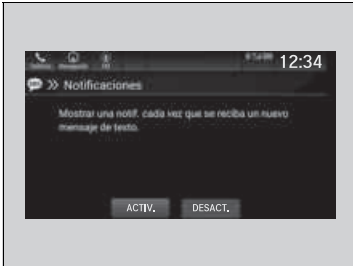 12:34
» Notificaciones
Mostrar una notif. cada vez que se reciba un nuevo
mensaje de texto.
ACTIV. DESACT.